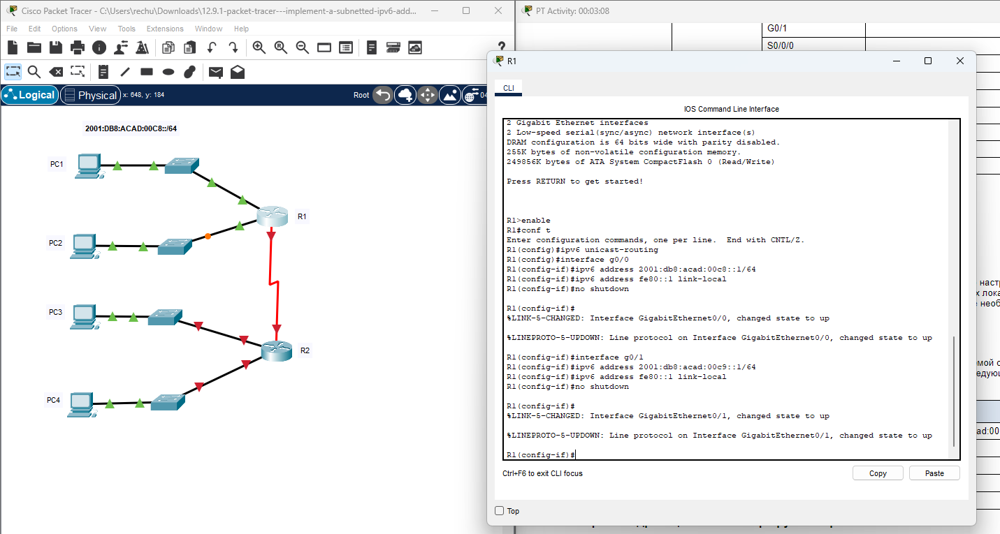 Cisco Packet Tracer - C:\Users\rechu\Downloads\12.9.1-packet-tracer---implement-a-subnetted-ipv6-add...
File Edit Options View Tools Extensions Window Help
Logical Physical x: 648, y: 184 Root
2001:DB8:ACAD:00C8::/64
PC1
R1
PC2
PC3
R2
PC4
PT Activity: 00:03:08
G0/1
S0/0/0
R1
CLI
IOS Command Line Interface
2 Gigabit Ethernet interfaces
2 Low-speed serial(sync/async) network interface(s)
DRAM configuration is 64 bits wide with parity disabled.
255K bytes of non-volatile configuration memory.
249856K bytes of ATA System CompactFlash 0 (Read/Write)
Press RETURN to get started!
R1>enable
R1#conf t
Enter configuration commands, one per line.  End with CNTL/Z.
R1(config)#ipv6 unicast-routing
R1(config)#interface g0/0
R1(config-if)#ipv6 address 2001:db8:acad:00c8::1/64
R1(config-if)#ipv6 address fe80::1 link-local
R1(config-if)#no shutdown
R1(config-if)#
%LINK-5-CHANGED: Interface GigabitEthernet0/0, changed state to up
%LINEPROTO-5-UPDOWN: Line protocol on Interface GigabitEthernet0/0, changed state to up
R1(config-if)#interface g0/1
R1(config-if)#ipv6 address 2001:db8:acad:00c9::1/64
R1(config-if)#ipv6 address fe80::1 link-local
R1(config-if)#no shutdown
R1(config-if)#
%LINK-5-CHANGED: Interface GigabitEthernet0/1, changed state to up
%LINEPROTO-5-UPDOWN: Line protocol on Interface GigabitEthernet0/1, changed state to up
R1(config-if)#
Ctrl+F6 to exit CLI focus
Copy Paste
Top